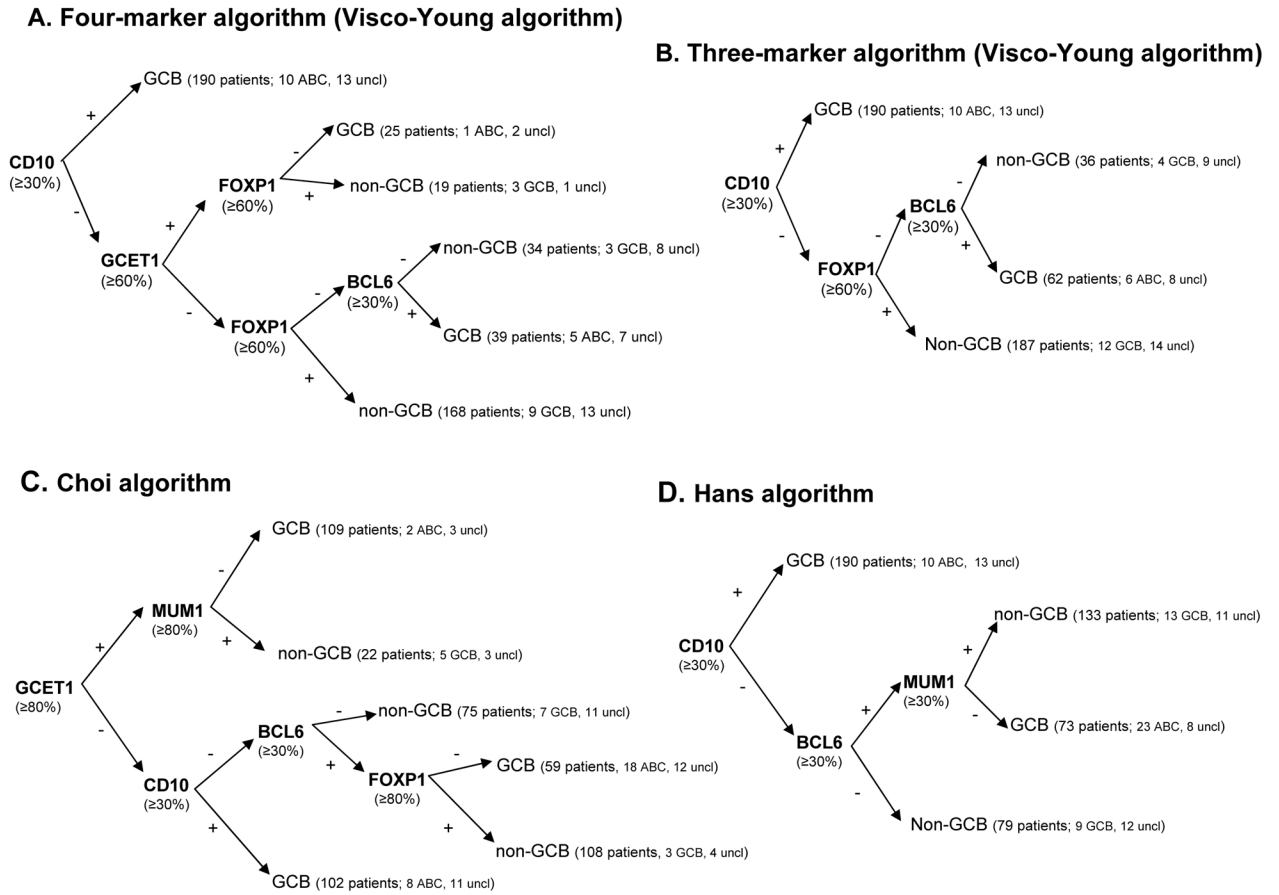 A. Four-marker algorithm (Visco-Young algorithm)
GCB (190 patients; 10 ABC, 13 uncl)
+
GCB (25 patients; 1 ABC, 2 uncl)
-
CD10
(≥30%)
FOXP1
(≥60%)
non-GCB (19 patients; 3 GCB, 1 uncl)
+
-
+
GCET1
(≥60%)
non-GCB (34 patients; 3 GCB, 8 uncl)
-
BCL6
(≥30%)
-
+
-
FOXP1
(≥60%)
GCB (39 patients; 5 ABC, 7 uncl)
+
non-GCB (168 patients; 9 GCB, 13 uncl)
B. Three-marker algorithm (Visco-Young algorithm)
GCB (190 patients; 10 ABC, 13 uncl)
+
non-GCB (36 patients; 4 GCB, 9 uncl)
CD10
(≥30%)
-
BCL6
(≥30%)
-
-
+
FOXP1
(≥60%)
GCB (62 patients; 6 ABC, 8 uncl)
+
Non-GCB (187 patients; 12 GCB, 14 uncl)
C. Choi algorithm
GCB (109 patients; 2 ABC, 3 uncl)
-
MUM1
(≥80%)
+
+
non-GCB (22 patients; 5 GCB, 3 uncl)
GCET1
(≥80%)
-
non-GCB (75 patients; 7 GCB, 11 uncl)
-
BCL6
(≥30%)
-
+
-
GCB (59 patients, 18 ABC, 12 uncl)
CD10
(≥30%)
FOXP1
(≥80%)
+
+
non-GCB (108 patients, 3 GCB, 4 uncl)
GCB (102 patients; 8 ABC, 11 uncl)
D. Hans algorithm
GCB (190 patients; 10 ABC, 13 uncl)
+
non-GCB (133 patients; 13 GCB, 11 uncl)
CD10
(≥30%)
+
-
MUM1
(≥30%)
+
-
GCB (73 patients; 23 ABC, 8 uncl)
BCL6
(≥30%)
-
Non-GCB (79 patients; 9 GCB, 12 uncl)